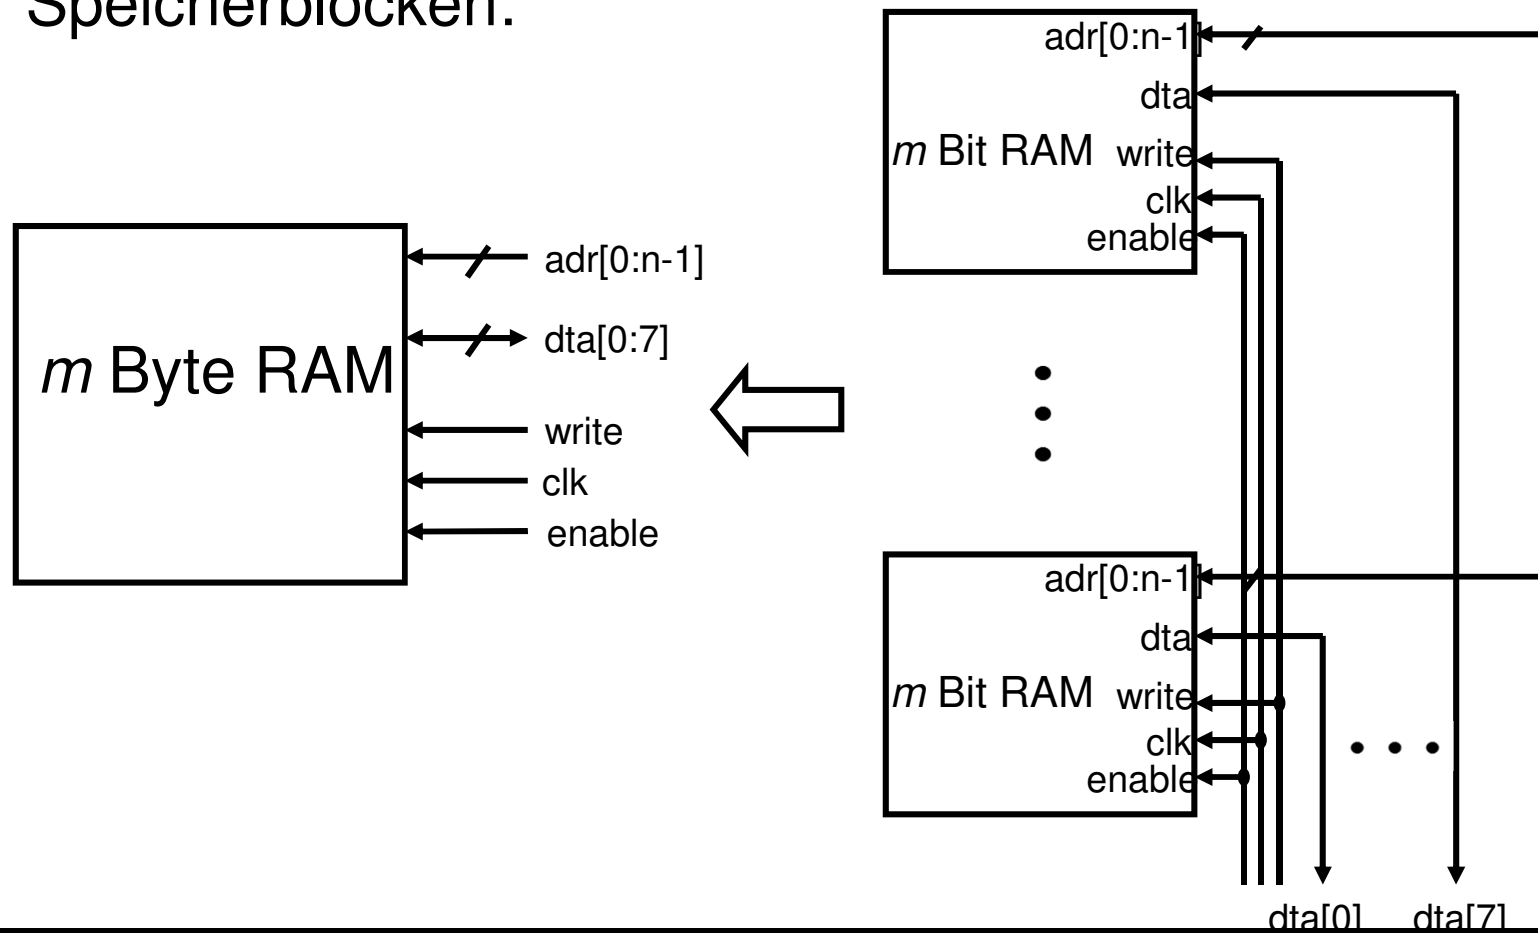 Speicherblöcken:
m Byte RAM
adr[0:n-1]
dta[0:7]
write
clk
enable
adr[0:n-1]
dta
m Bit RAM write
clk
enable
adr[0:n-1]
dta
m Bit RAM write
clk
enable
dta[0] dta[7]